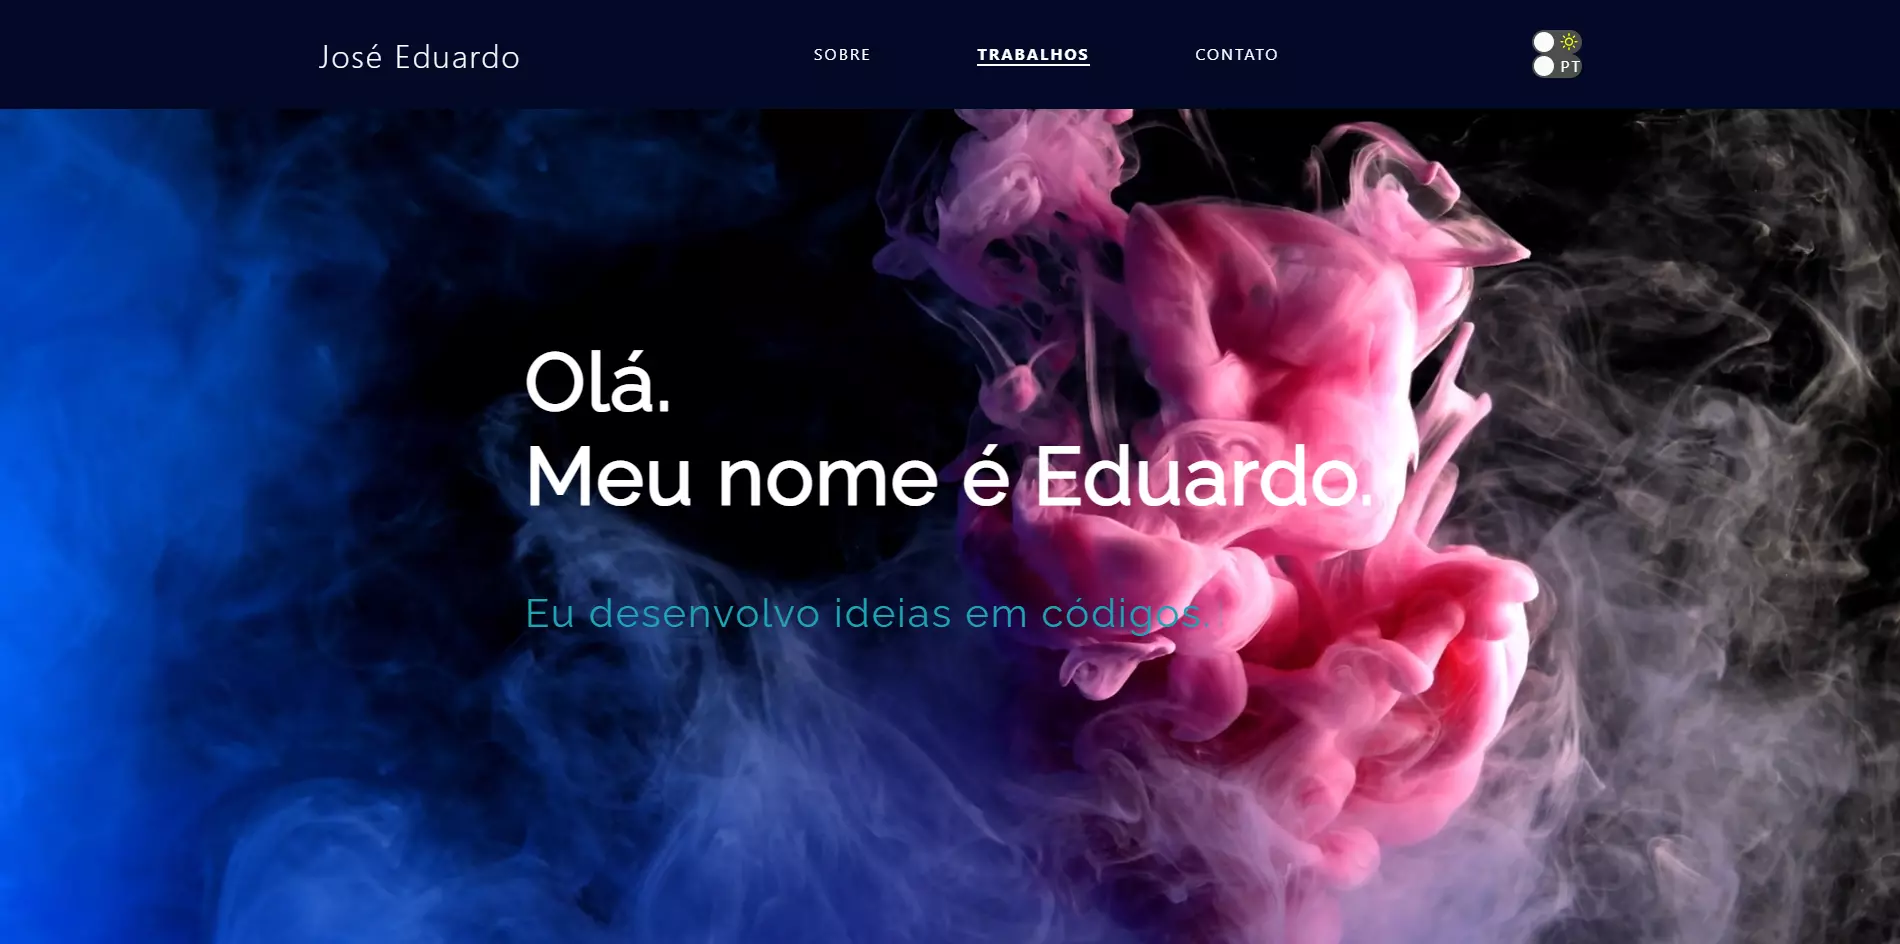 José Eduardo
SOBRE
TRABALHOS
CONTATO
PT
Olá.
Meu nome é Eduardo.
Eu desenvolvo ideias em códigos.